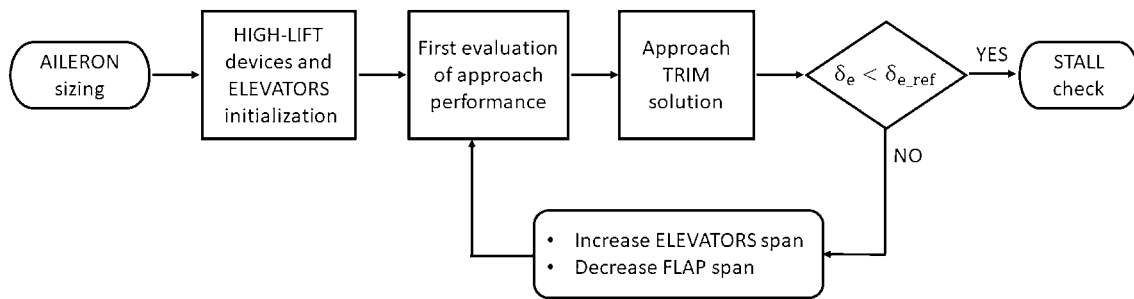 AILERON
sizing
HIGH-LIFT
devices and
ELEVATORS
initialization
First evaluation
of approach
performance
Approach
TRIM
solution
δe < δe_ref
YES
STALL
check
NO
• Increase ELEVATORS span
• Decrease FLAP span